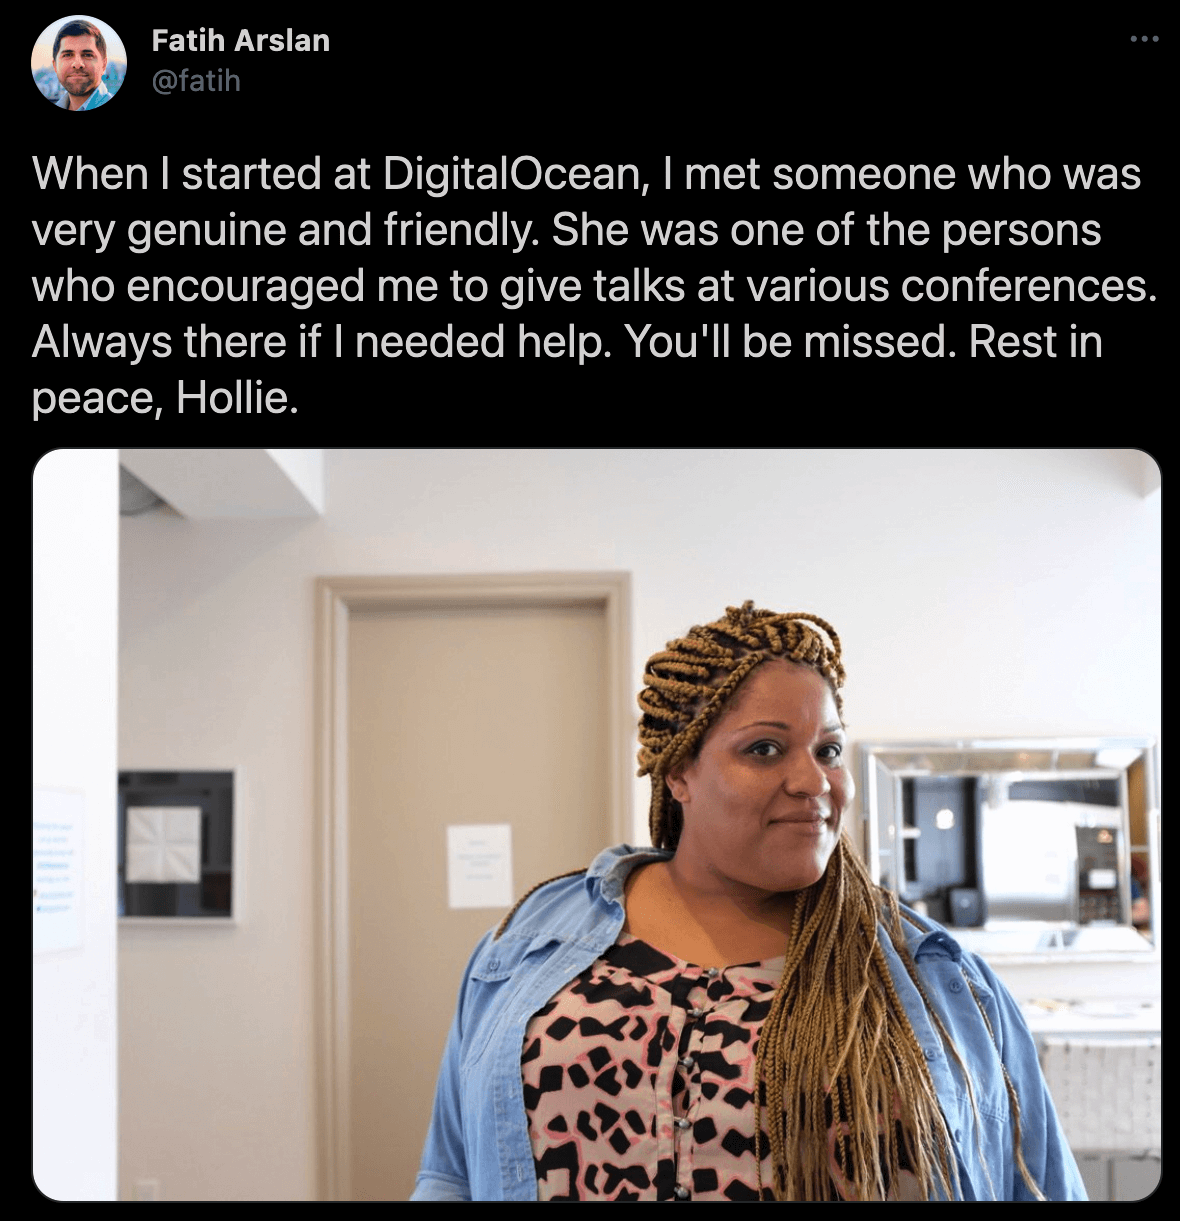 Fatih Arslan
@fatih
When I started at DigitalOcean, I met someone who was
very genuine and friendly. She was one of the persons
who encouraged me to give talks at various conferences.
Always there if I needed help. You'll be missed. Rest in
peace, Hollie.